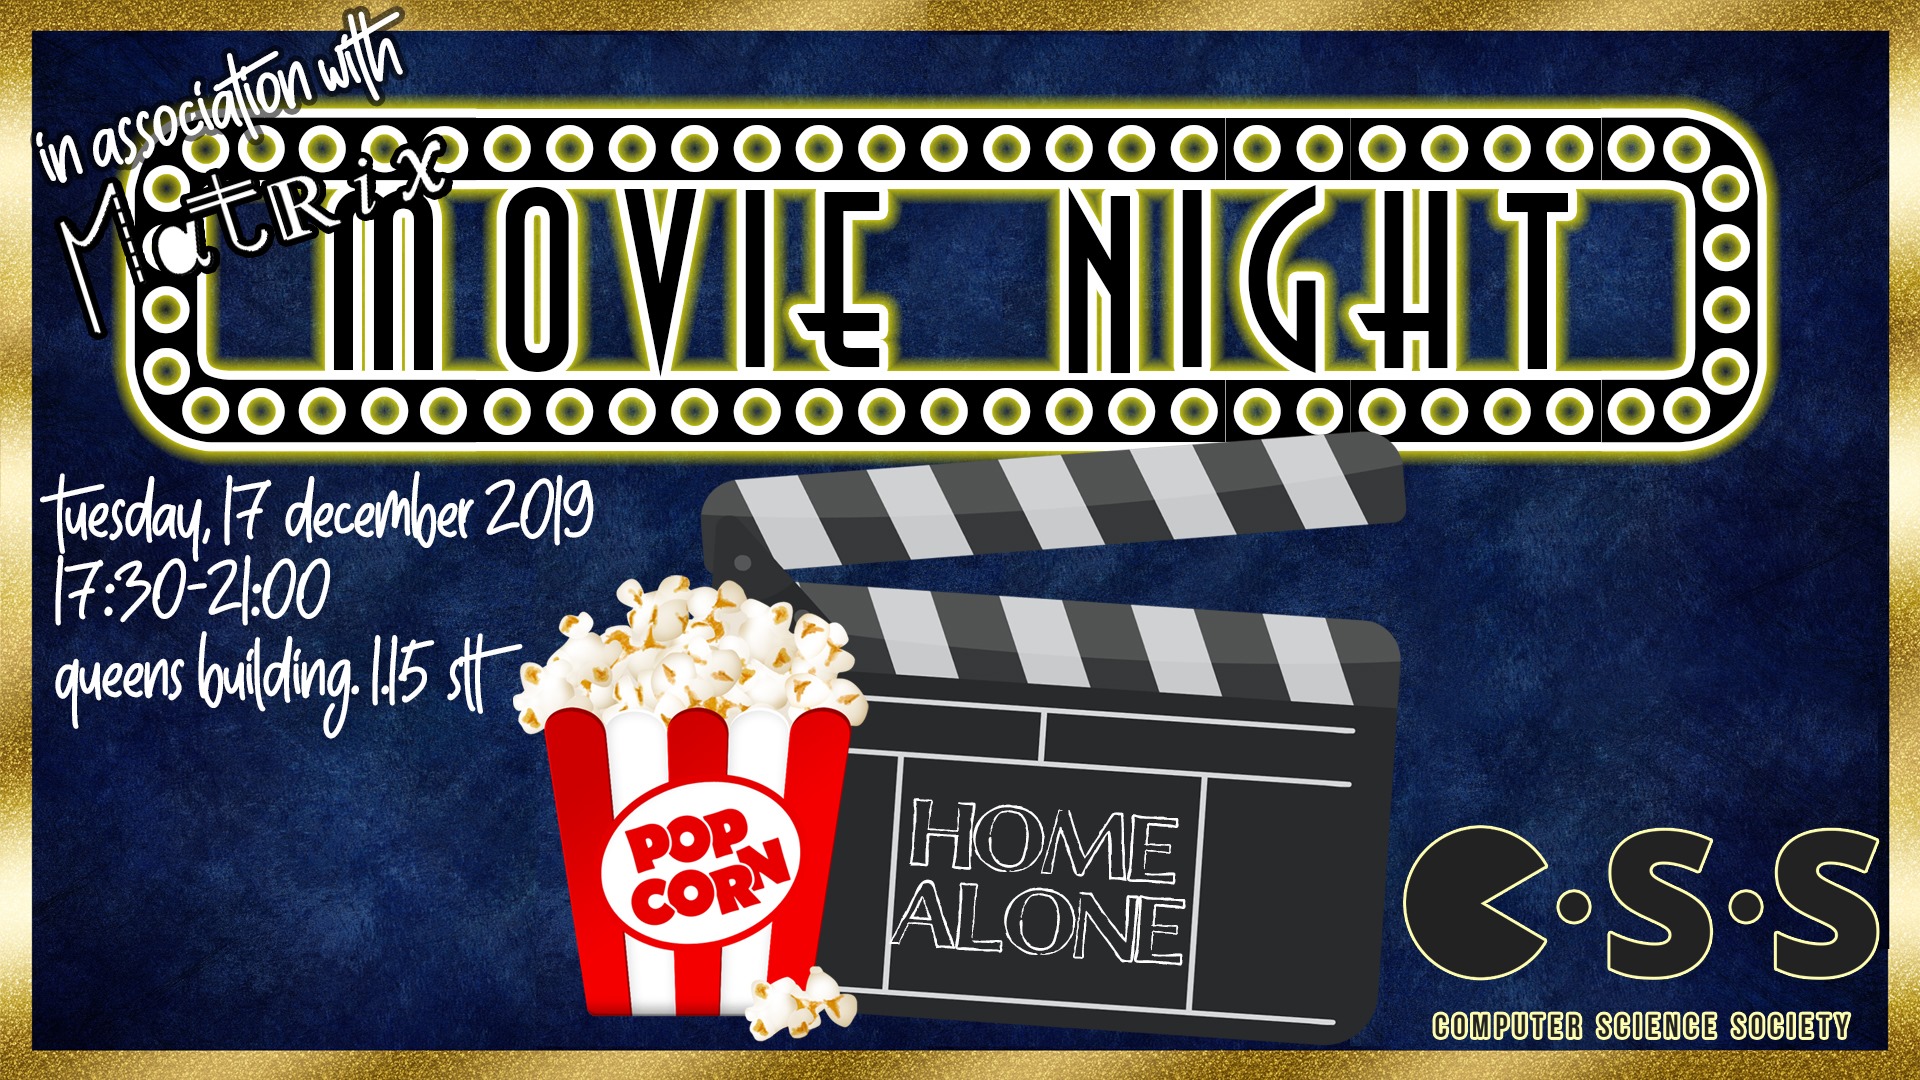 in association with
Matrix
MOVIE NIGHT
tuesday, 17 december 2019
17:30-21:00
queens building. 1.15 stt
POP
CORN
HOME
ALONE
C·S·S
COMPUTER SCIENCE SOCIETY